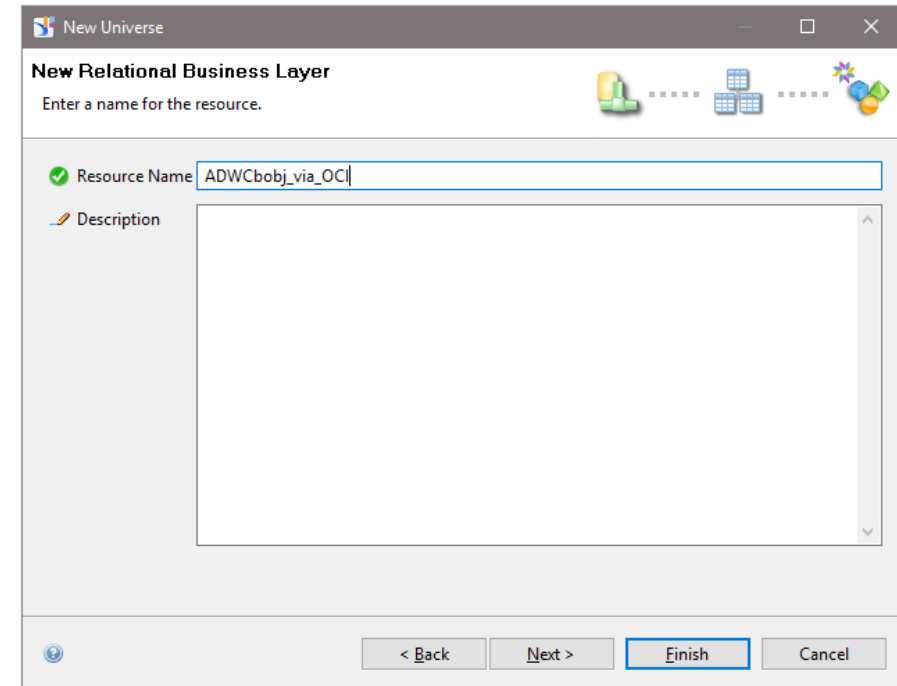 New Universe
New Relational Business Layer
Enter a name for the resource.
Resource Name ADWCbobj_via_OCI
Description
< Back Next > Finish Cancel